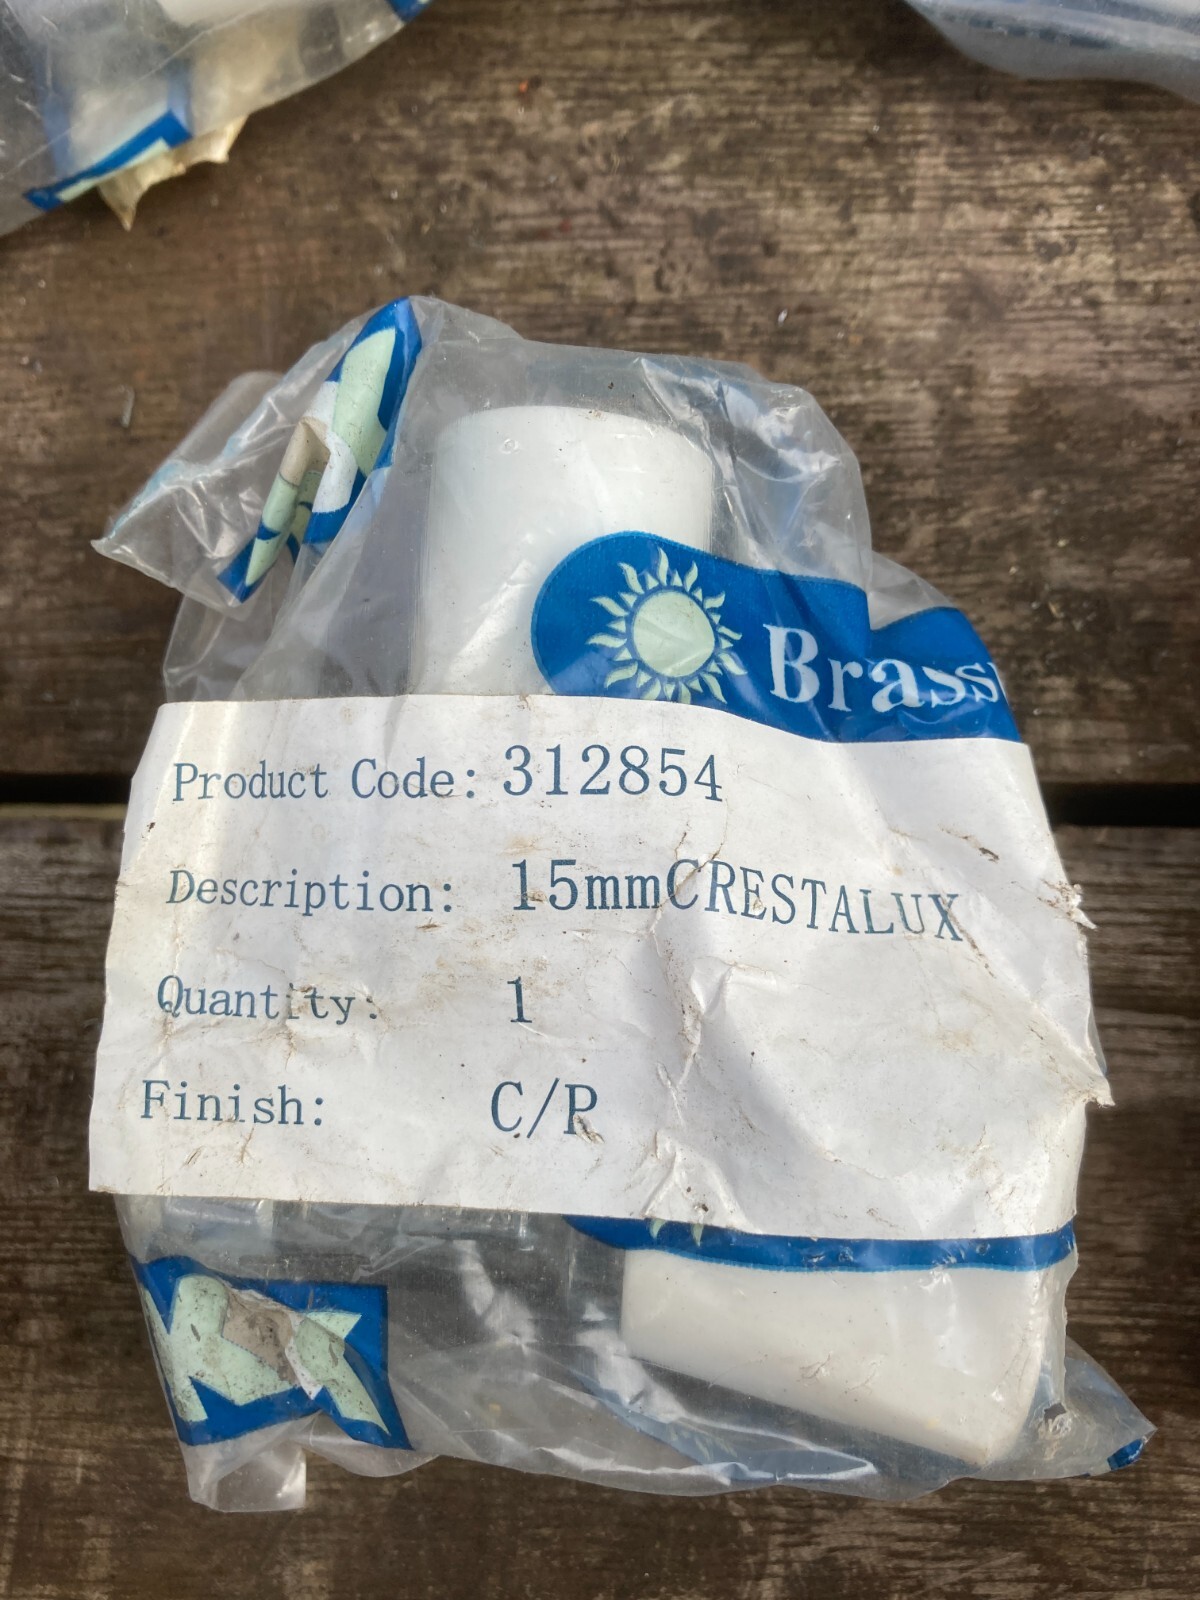 Brass
Product Code: 312854
Description: 15mmCRESTALUX
Quantity: 1
Finish: C/P